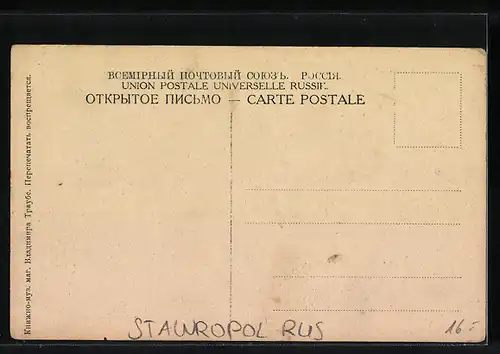 ВСЕМІРНЫЙ ПОЧТОВЫЙ СОЮЗЪ. РОССІЯ.
UNION POSTALE UNIVERSELLE RUSSIE.
ОТКРЫТОЕ ПИСЬМО — CARTE POSTALE
Книжно-муз. маг. Владимира Траубе. Перепечатать воспрещается.
STAWROPOL RUS
16.-